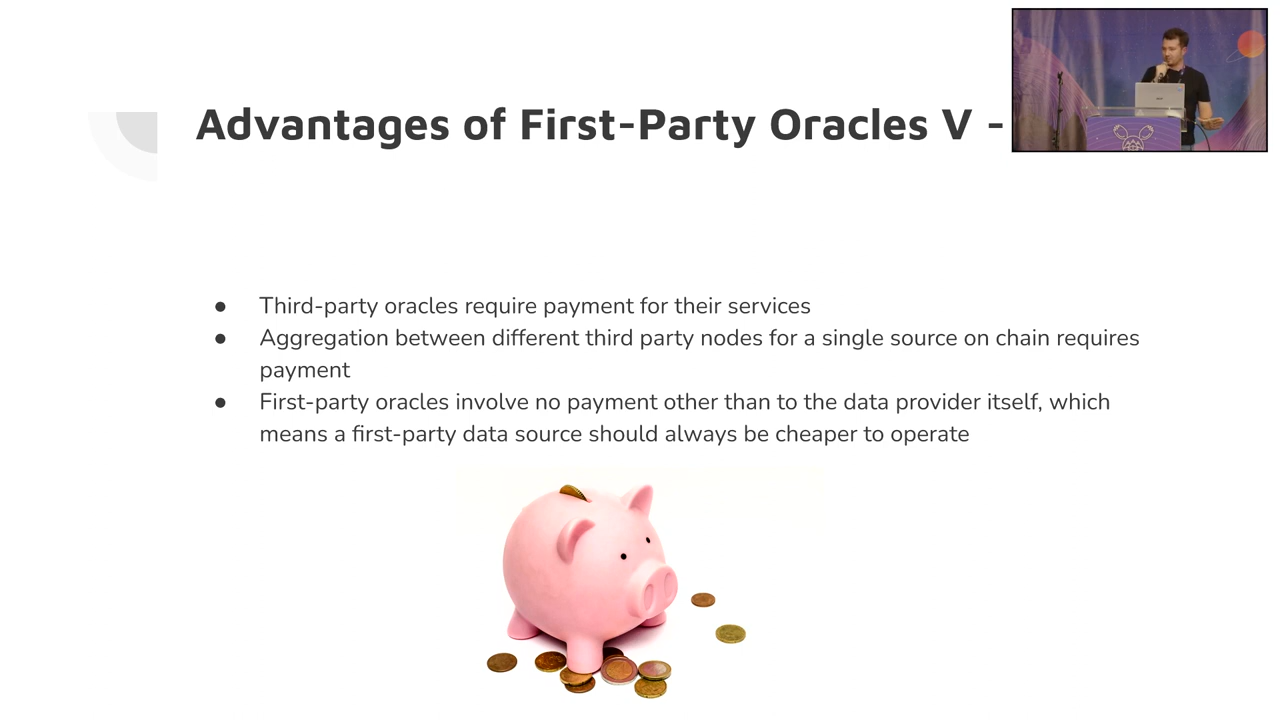 Advantages of First-Party Oracles V -
● Third-party oracles require payment for their services
● Aggregation between different third party nodes for a single source on chain requires
payment
● First-party oracles involve no payment other than to the data provider itself, which
means a first-party data source should always be cheaper to operate